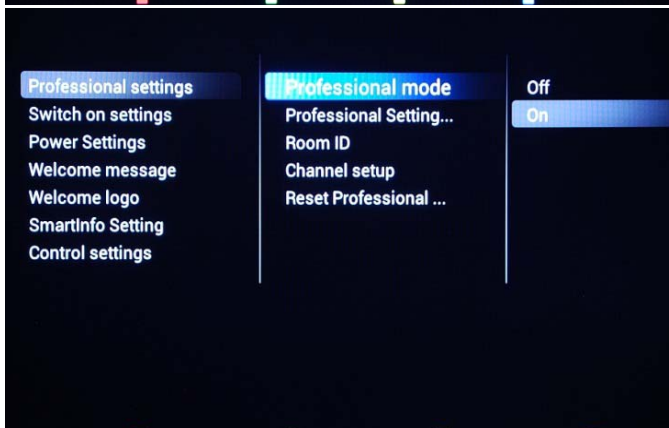 Professional settings
Switch on settings
Power Settings
Welcome message
Welcome logo
SmartInfo Setting
Control settings
Professional mode
Professional Setting...
Room ID
Channel setup
Reset Professional ...
Off
On